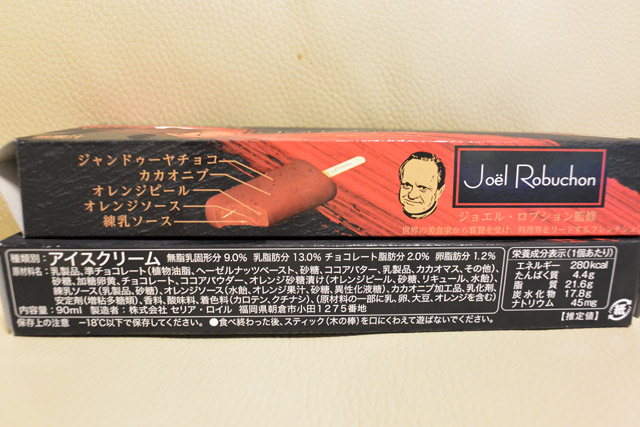 ジャンドゥーヤチョコ
カカオニブ
オレンジピール
オレンジソース
練乳ソース
Joël Robuchon
ジョエル・ロブション監修
世界の美食家から賞賛を受け、料理界をリードするフレンチシェフ
種類別：アイスクリーム 無脂乳固形分 9.0% 乳脂肪分 13.0% チョコレート脂肪分 2.0% 卵脂肪分 1.2%
原材料名：乳製品、準チョコレート(植物油脂、ヘーゼルナッツペースト、砂糖、ココアバター、乳製品、カカオマス、その他)、
砂糖、加糖卵黄、チョコレート、ココアパウダー、オレンジ砂糖漬け(オレンジピール、砂糖、リキュール、水飴)、
練乳ソース(乳製品、砂糖)、オレンジソース(水飴、オレンジ果汁、砂糖、異性化液糖)、カカオニブ加工品、乳化剤、
安定剤(増粘多糖類)、香料、酸味料、着色料(カロテン、クチナシ)、(原材料の一部に乳、卵、大豆、オレンジを含む)
内容量：90ml 製造者：株式会社 セリア・ロイル 福岡県朝倉市小田1275番地
保存上の注意 −18℃以下で保存してください。●食べ終わった後、スティック(木の棒)を口にくわえて遊ばないでください。
栄養成分表示(1個あたり)
エネルギー 280kcal
たんぱく質 4.4g
脂質 21.6g
炭水化物 17.8g
ナトリウム 45mg
【推定値】
紙